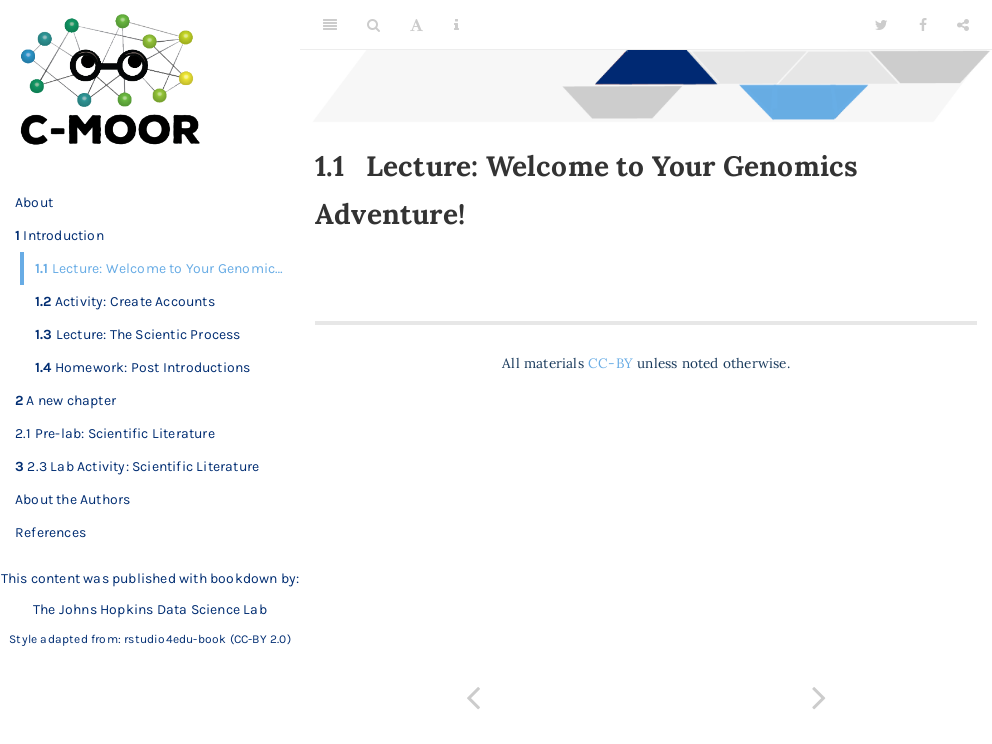 C-MOOR
About
1 Introduction
1.1 Lecture: Welcome to Your Genomic...
1.2 Activity: Create Accounts
1.3 Lecture: The Scientic Process
1.4 Homework: Post Introductions
2 A new chapter
2.1 Pre-lab: Scientific Literature
3 2.3 Lab Activity: Scientific Literature
About the Authors
References
This content was published with bookdown by:
The Johns Hopkins Data Science Lab
Style adapted from: rstudio4edu-book (CC-BY 2.0)
A
1.1 Lecture: Welcome to Your Genomics
Adventure!
All materials CC-BY unless noted otherwise.